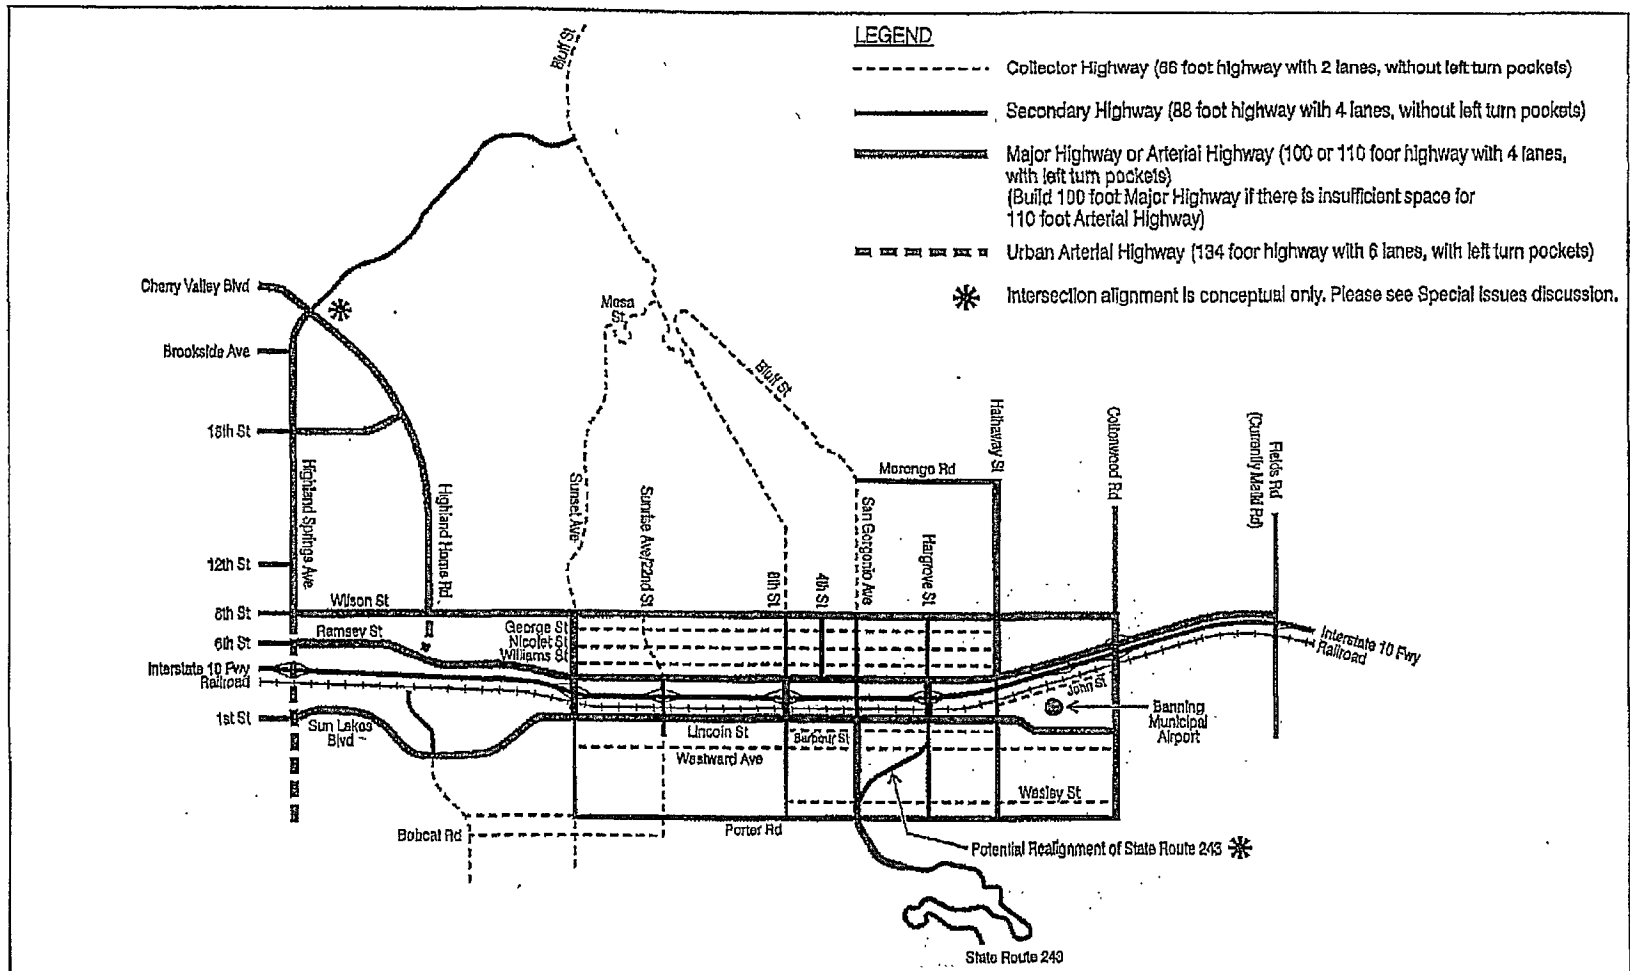 LEGEND
Collector Highway (66 foot highway with 2 lanes, without left turn pockets)
Secondary Highway (88 foot highway with 4 lanes, without left turn pockets)
Major Highway or Arterial Highway (100 or 110 foor highway with 4 lanes,
with left turn pockets)
(Build 100 foot Major Highway if there is insufficient space for
110 foot Arterial Highway)
Urban Arterial Highway (134 foor highway with 6 lanes, with left turn pockets)
Intersection alignment is conceptual only. Please see Special Issues discussion.
Bluff St
Cherry Valley Blvd
Mesa
St
Brookside Ave
Bluff St
18th St
Highland Springs Ave
Highland Home Rd
Sunset Ave
Sunrise Ave/22nd St
8th St
4th St
San Gorgonio Ave
Hargrove St
Morongo Rd
Hathaway St
Cottonwood Rd
Fields Rd
(Currently Malki Rd)
12th St
8th St
Wilson St
6th St
Ramsey St
George St
Nicolet St
Williams St
Interstate 10 Fwy
Railroad
Interstate 10 Fwy
Railroad
John St
Banning
Municipal
Airport
1st St
Sun Lakes
Blvd
Lincoln St
Barbour St
Westward Ave
Wesley St
Bobcat Rd
Porter Rd
Potential Realignment of State Route 243
State Route 243